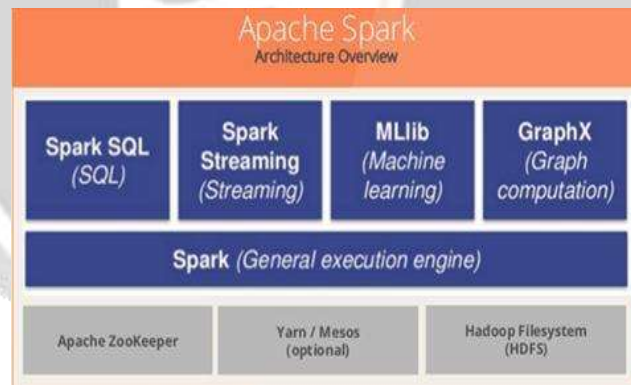 Apache Spark
Architecture Overview
Spark SQL
(SQL)
Spark
Streaming
(Streaming)
MLlib
(Machine
learning)
GraphX
(Graph
computation)
Spark (General execution engine)
Apache ZooKeeper
Yarn / Mesos
(optional)
Hadoop Filesystem
(HDFS)